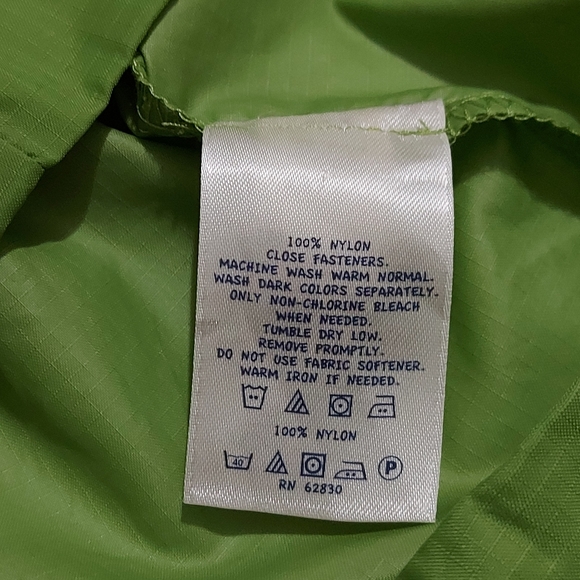 100% NYLON
CLOSE FASTENERS.
MACHINE WASH WARM NORMAL.
WASH DARK COLORS SEPARATELY.
ONLY NON-CHLORINE BLEACH
WHEN NEEDED.
TUMBLE DRY LOW.
REMOVE PROMPTLY.
DO NOT USE FABRIC SOFTENER.
WARM IRON IF NEEDED.
100% NYLON
40 P
RN 62830